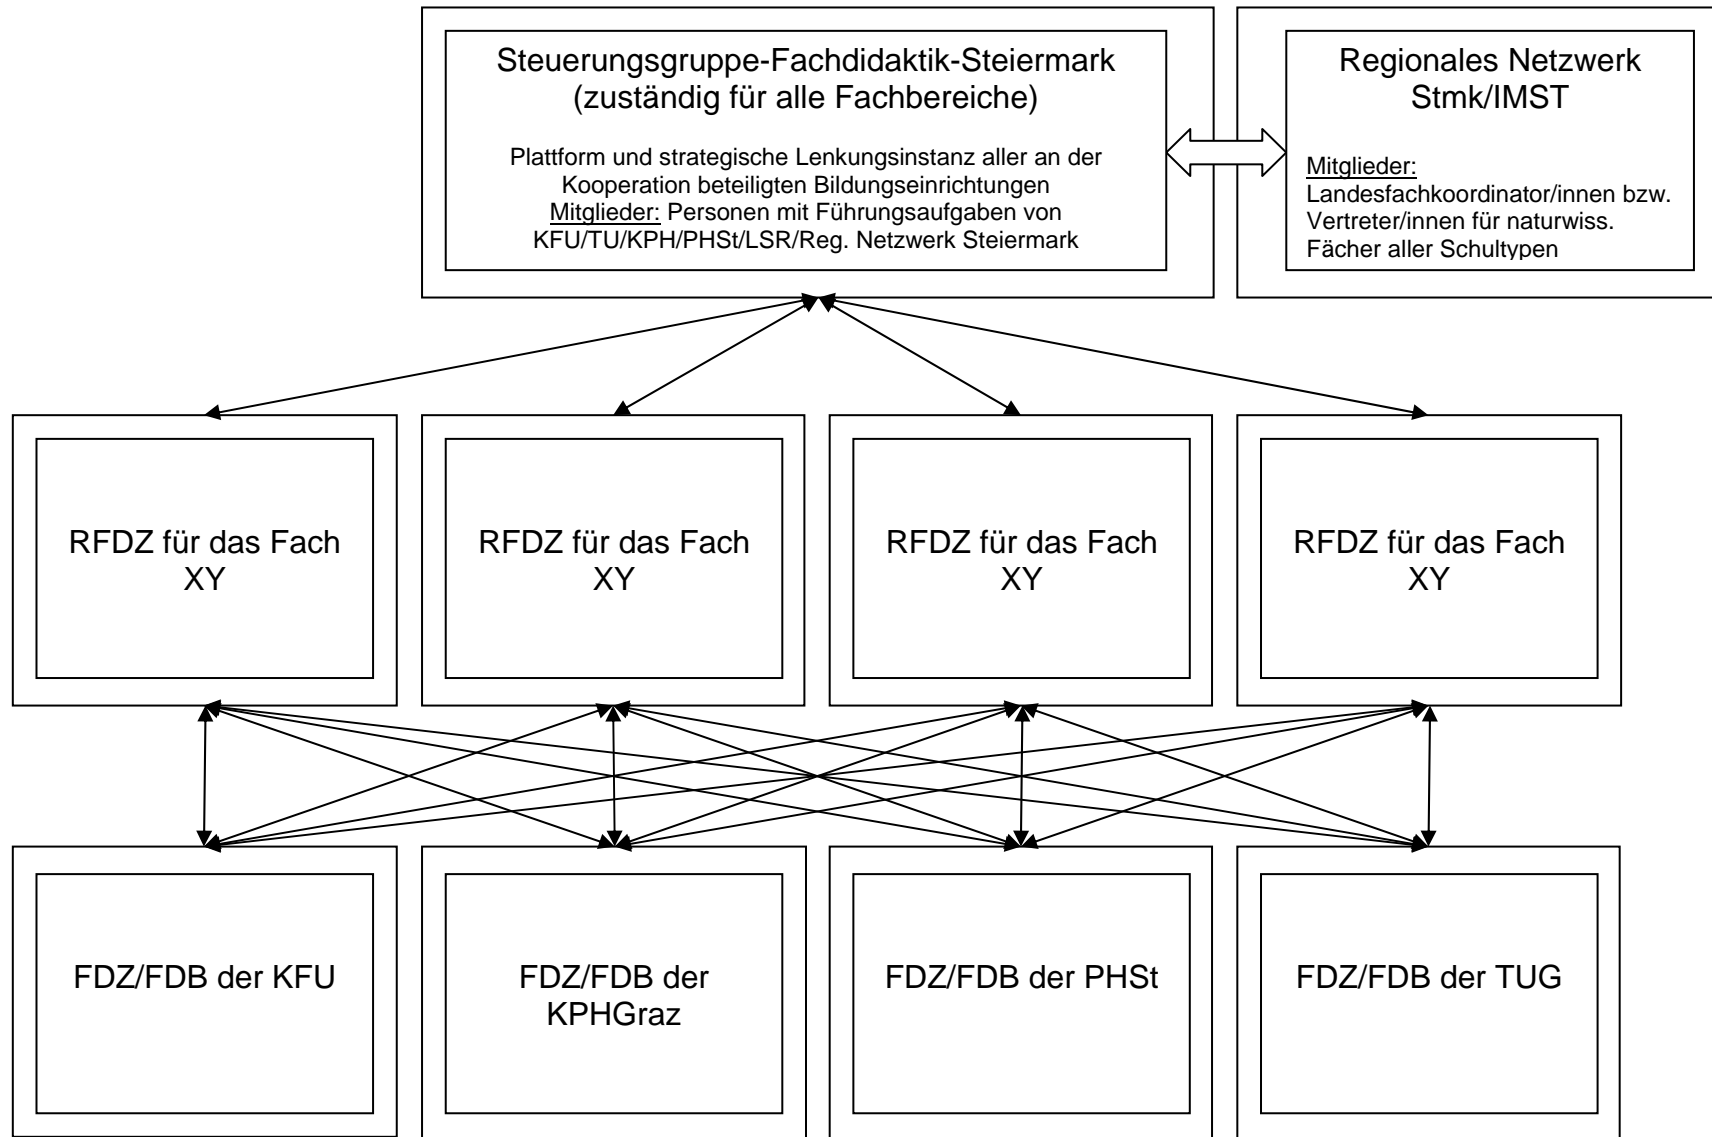 Steuerungsgruppe-Fachdidaktik-Steiermark
(zuständig für alle Fachbereiche)
Plattform und strategische Lenkungsinstanz aller an der
Kooperation beteiligten Bildungseinrichtungen
Mitglieder: Personen mit Führungsaufgaben von
KFU/TU/KPH/PHSt/LSR/Reg. Netzwerk Steiermark
Regionales Netzwerk
Stmk/IMST
Mitglieder:
Landesfachkoordinator/innen bzw.
Vertreter/innen für naturwiss.
Fächer aller Schultypen
RFDZ für das Fach
XY
RFDZ für das Fach
XY
RFDZ für das Fach
XY
RFDZ für das Fach
XY
FDZ/FDB der KFU
FDZ/FDB der
KPHGraz
FDZ/FDB der PHSt
FDZ/FDB der TUG